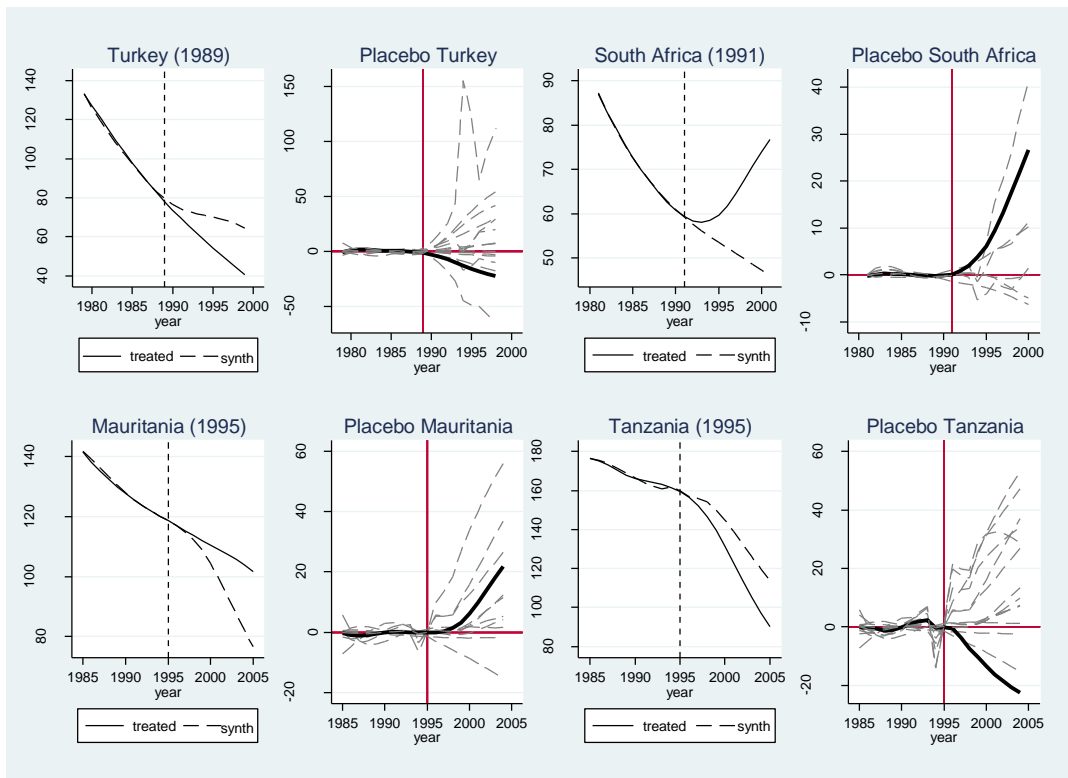 Turkey (1989)
140
120
100
80
60
40
1980 1985 1990 1995 2000
year
treated synth
Placebo Turkey
150
100
50
0
-50
1980 1985 1990 1995 2000
year
South Africa (1991)
90
80
70
60
50
1980 1985 1990 1995 2000
year
treated synth
Placebo South Africa
40
30
20
10
0
-10
1980 1985 1990 1995 2000
year
Mauritania (1995)
140
120
100
80
1985 1990 1995 2000 2005
year
treated synth
Placebo Mauritania
60
40
20
0
-20
1985 1990 1995 2000 2005
year
Tanzania (1995)
180
160
140
120
100
80
1985 1990 1995 2000 2005
year
treated synth
Placebo Tanzania
60
40
20
0
-20
1985 1990 1995 2000 2005
year